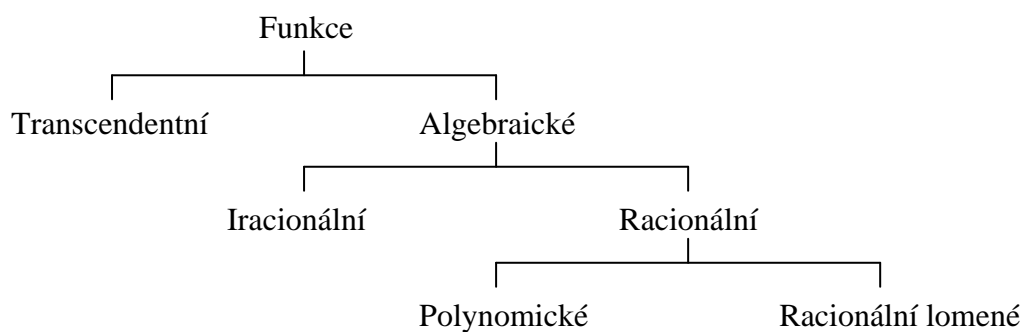 Funkce
Transcendentní Algebraické
Iracionální Racionální
Polynomické Racionální lomené